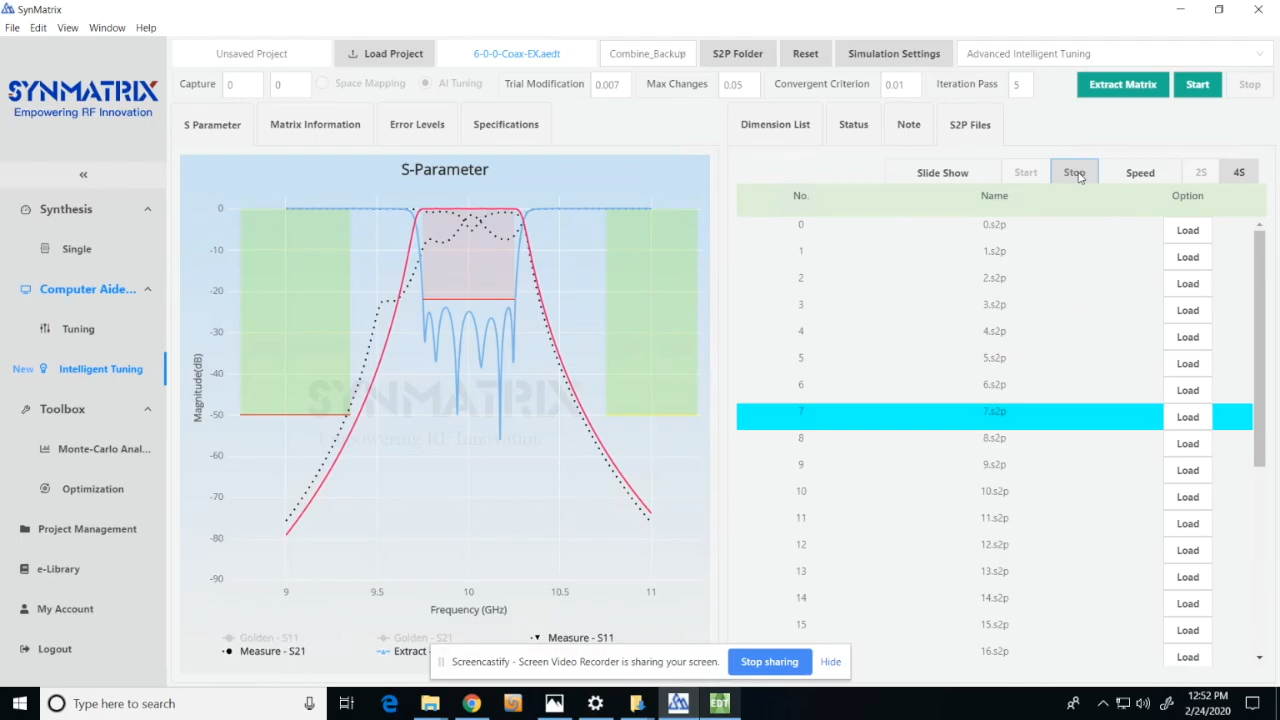 SynMatrix
File Edit View Window Help
Unsaved Project Load Project 6-0-0-Coax-EX.aedt Combine_Backup S2P Folder Reset Simulation Settings Advanced Intelligent Tuning
Capture 0 0 Space Mapping AI Tuning Trial Modification 0.007 Max Changes 0.05 Convergent Criterion 0.01 Iteration Pass 5 Extract Matrix Start Stop
SYNMATRIX
Empowering RF Innovation
«
Synthesis
Single
Computer Aide...
Tuning
New Intelligent Tuning
Toolbox
Monte-Carlo Anal...
Optimization
Project Management
e-Library
My Account
Logout
S Parameter Matrix Information Error Levels Specifications
S-Parameter
0
-10
-20
-30
-40
-50
-60
-70
-80
-90
Magnitude(dB)
SYNMATRIX
Empowering RF Innovation
9 9.5 10 10.5 11
Frequency (GHz)
Golden - S11 Golden - S21 Measure - S11
Measure - S21 Extract -
Dimension List Status Note S2P Files
Slide Show Start Stop Speed 2S 4S
No. Name Option
0 0.s2p Load
1 1.s2p Load
2 2.s2p Load
3 3.s2p Load
4 4.s2p Load
5 5.s2p Load
6 6.s2p Load
7 7.s2p Load
8 8.s2p Load
9 9.s2p Load
10 10.s2p Load
11 11.s2p Load
12 12.s2p Load
13 13.s2p Load
14 14.s2p Load
15 15.s2p Load
16.s2p Load
Screencastify - Screen Video Recorder is sharing your screen. Stop sharing Hide
Type here to search
EDT
12:52 PM
2/24/2020